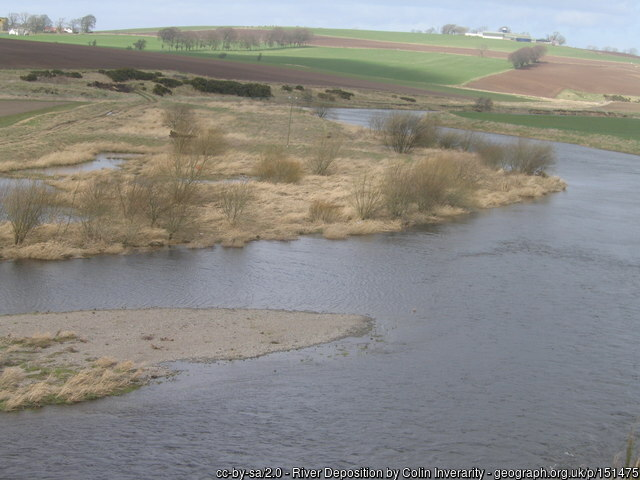 cc-by-sa/2.0 - River Deposition by Colin Inverarity - geograph.org.uk/p/151475